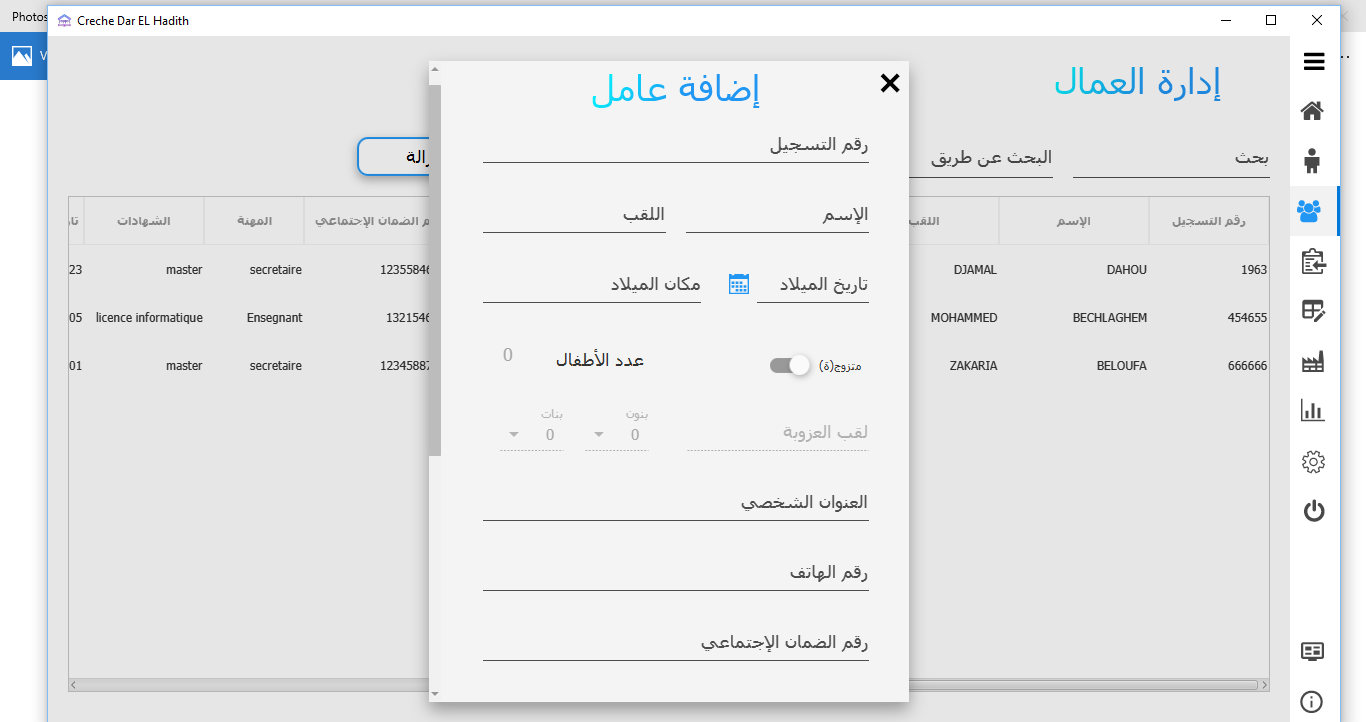 Photos
Creche Dar EL Hadith
إدارة العمال
إضافة عامل
بحث
البحث عن طريق
رقم التسجيل
الإسم
اللقب
تاريخ الميلاد
مكان الميلاد
متزوج(ة)
عدد الأطفال
0
لقب العزوبة
بنون
0
بنات
0
العنوان الشخصي
رقم الهاتف
رقم الضمان الإجتماعي
رقم التسجيل
الإسم
اللقب
الضمان الإجتماعي
المهنة
الشهادات
1963
DAHOU
DJAMAL
12355846
secretaire
master
23
454655
BECHLAGHEM
MOHAMMED
1321546
Ensegnant
licence informatique
05
666666
BELOUFA
ZAKARIA
12345887
secretaire
master
01